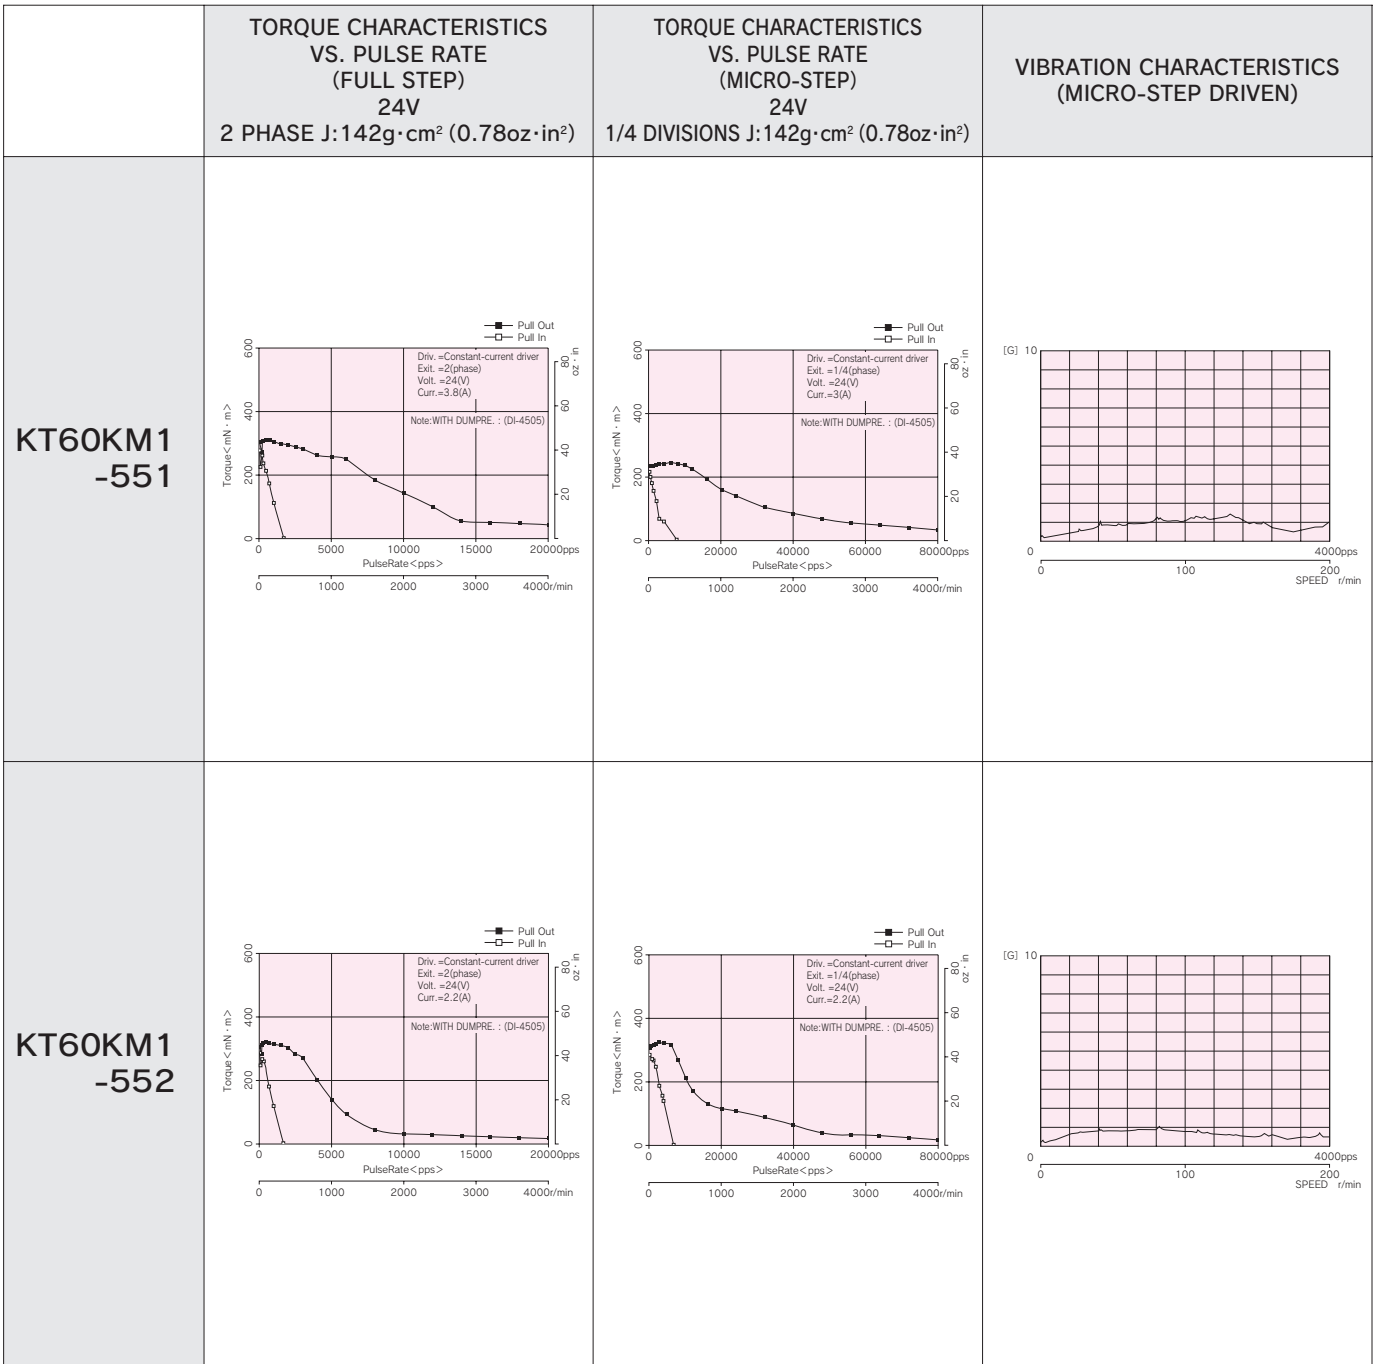 TORQUE CHARACTERISTICS
VS. PULSE RATE
(FULL STEP)
24V
2 PHASE J:142g·cm² (0.78oz·in²)
TORQUE CHARACTERISTICS
VS. PULSE RATE
(MICRO-STEP)
24V
1/4 DIVISIONS J:142g·cm² (0.78oz·in²)
VIBRATION CHARACTERISTICS
(MICRO-STEP DRIVEN)
KT60KM1
-551
Pull Out
Pull In
Driv. =Constant-current driver
Exit. =2(phase)
Volt. =24(V)
Curr.=3.8(A)
Note:WITH DUMPRE. : (DI-4505)
Torque<mN · m>
0 200 400 600
oz · in
20 40 60 80
0 5000 10000 15000 20000pps
PulseRate<pps>
0 1000 2000 3000 4000r/min
Pull Out
Pull In
Driv. =Constant-current driver
Exit. =1/4(phase)
Volt. =24(V)
Curr.=3(A)
Note:WITH DUMPRE. : (DI-4505)
Torque<mN · m>
0 200 400 600
oz · in
20 40 60 80
0 20000 40000 60000 80000pps
PulseRate<pps>
0 1000 2000 3000 4000r/min
[G] 10
0 4000pps
0 100 200
SPEED r/min
KT60KM1
-552
Pull Out
Pull In
Driv. =Constant-current driver
Exit. =2(phase)
Volt. =24(V)
Curr.=2.2(A)
Note:WITH DUMPRE. : (DI-4505)
Torque<mN · m>
0 200 400 600
oz · in
20 40 60 80
0 5000 10000 15000 20000pps
PulseRate<pps>
0 1000 2000 3000 4000r/min
Pull Out
Pull In
Driv. =Constant-current driver
Exit. =1/4(phase)
Volt. =24(V)
Curr.=2.2(A)
Note:WITH DUMPRE. : (DI-4505)
Torque<mN · m>
0 200 400 600
oz · in
20 40 60 80
0 20000 40000 60000 80000pps
PulseRate<pps>
0 1000 2000 3000 4000r/min
[G] 10
0 4000pps
0 100 200
SPEED r/min